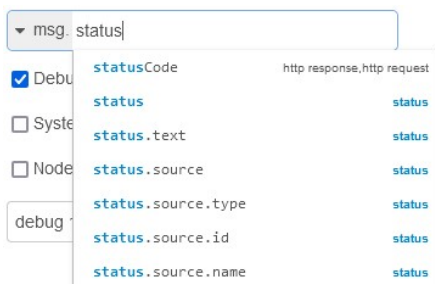 msg. status
statusCode http response,http request
Debu
status status
Syste
status.text status
Node
status.source status
status.source.type status
debug
status.source.id status
status.source.name status